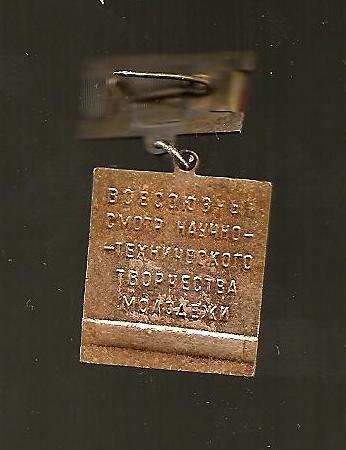 ВСЕСОЮЗНЫЙ
СМОТР НАУЧНО-
-ТЕХНИЧЕСКОГО
ТВОРЧЕСТВА
МОЛОДЕЖИ